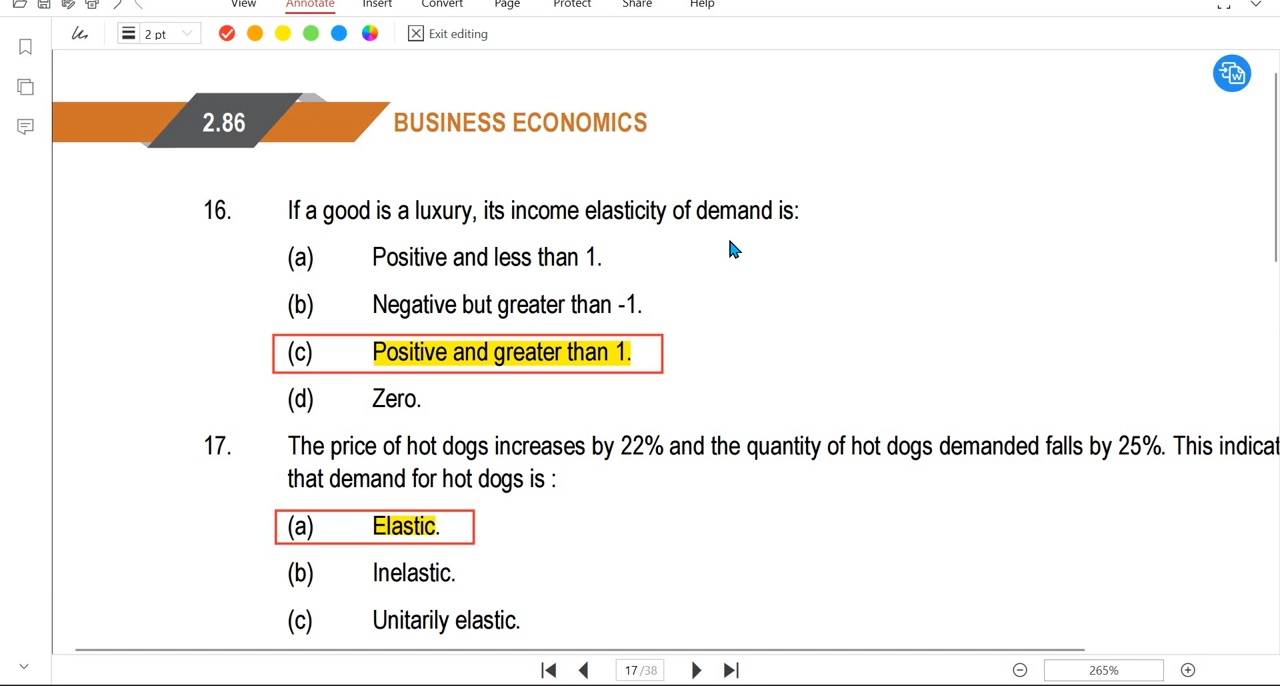 View Annotate Insert Convert Page Protect Share Help
2 pt Exit editing
2.86 BUSINESS ECONOMICS
16. If a good is a luxury, its income elasticity of demand is:
(a) Positive and less than 1.
(b) Negative but greater than -1.
(c) Positive and greater than 1.
(d) Zero.
17. The price of hot dogs increases by 22% and the quantity of hot dogs demanded falls by 25%. This indicat
that demand for hot dogs is :
(a) Elastic.
(b) Inelastic.
(c) Unitarily elastic.
17 /38 265%